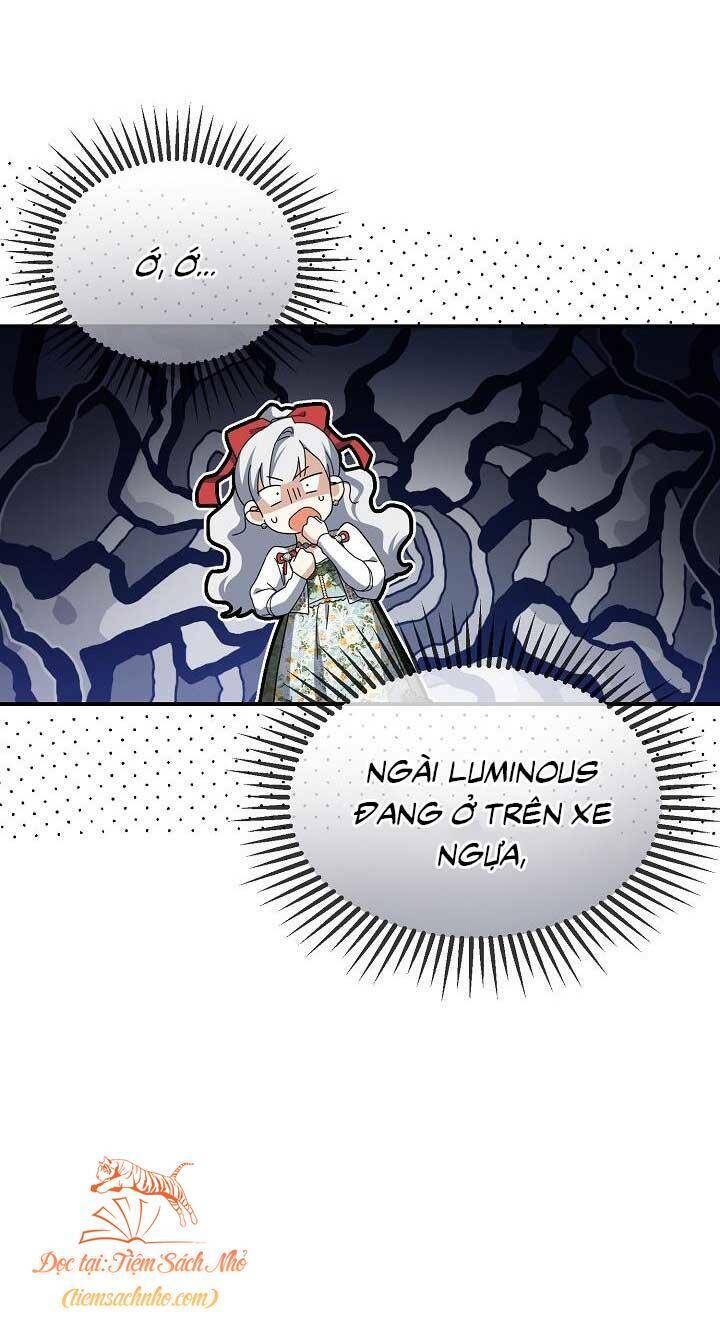 Ớ, Ớ...
NGÀI LUMINOUS
ĐANG Ở TRÊN XE
NGỰA,
Đọc tại: Tiệm Sách Nhỏ
(tiemsachnho.com)